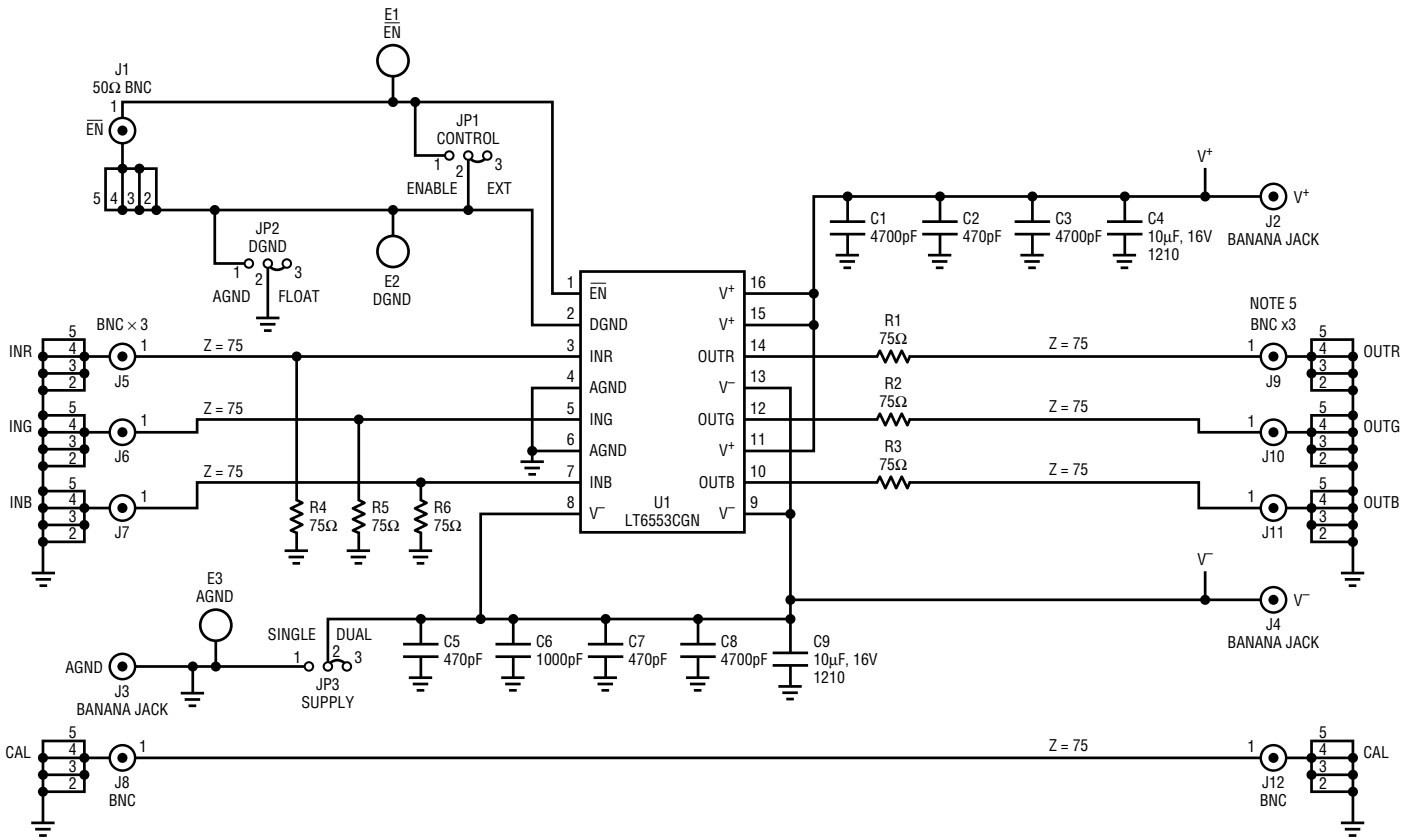 E1
EN
J1
50Ω BNC
1
EN
5 4 3 2
JP1
CONTROL
1 2 3
ENABLE EXT
JP2
DGND
1 2 3
AGND FLOAT
E2
DGND
V+
V+
J2
BANANA JACK
C1
4700pF
C2
470pF
C3
4700pF
C4
10µF, 16V
1210
BNC × 3
INR
5
4
3
2
1
J5
Z = 75
ING
5
4
3
2
1
J6
Z = 75
INB
5
4
3
2
1
J7
Z = 75
R4
75Ω
R5
75Ω
R6
75Ω
1 EN
2 DGND
3 INR
4 AGND
5 ING
6 AGND
7 INB
8 V–
V+ 16
V+ 15
OUTR 14
V– 13
OUTG 12
V+ 11
OUTB 10
V– 9
U1
LT6553CGN
R1
75Ω
Z = 75
R2
75Ω
Z = 75
R3
75Ω
Z = 75
NOTE 5
BNC x3
1
J9
5
4
3
2
OUTR
1
J10
5
4
3
2
OUTG
1
J11
5
4
3
2
OUTB
V–
V–
J4
BANANA JACK
E3
AGND
AGND
J3
BANANA JACK
SINGLE DUAL
1 2 3
JP3
SUPPLY
C5
470pF
C6
1000pF
C7
470pF
C8
4700pF
C9
10µF, 16V
1210
CAL
5
4
3
2
1
J8
BNC
Z = 75
1
J12
BNC
5
4
3
2
CAL